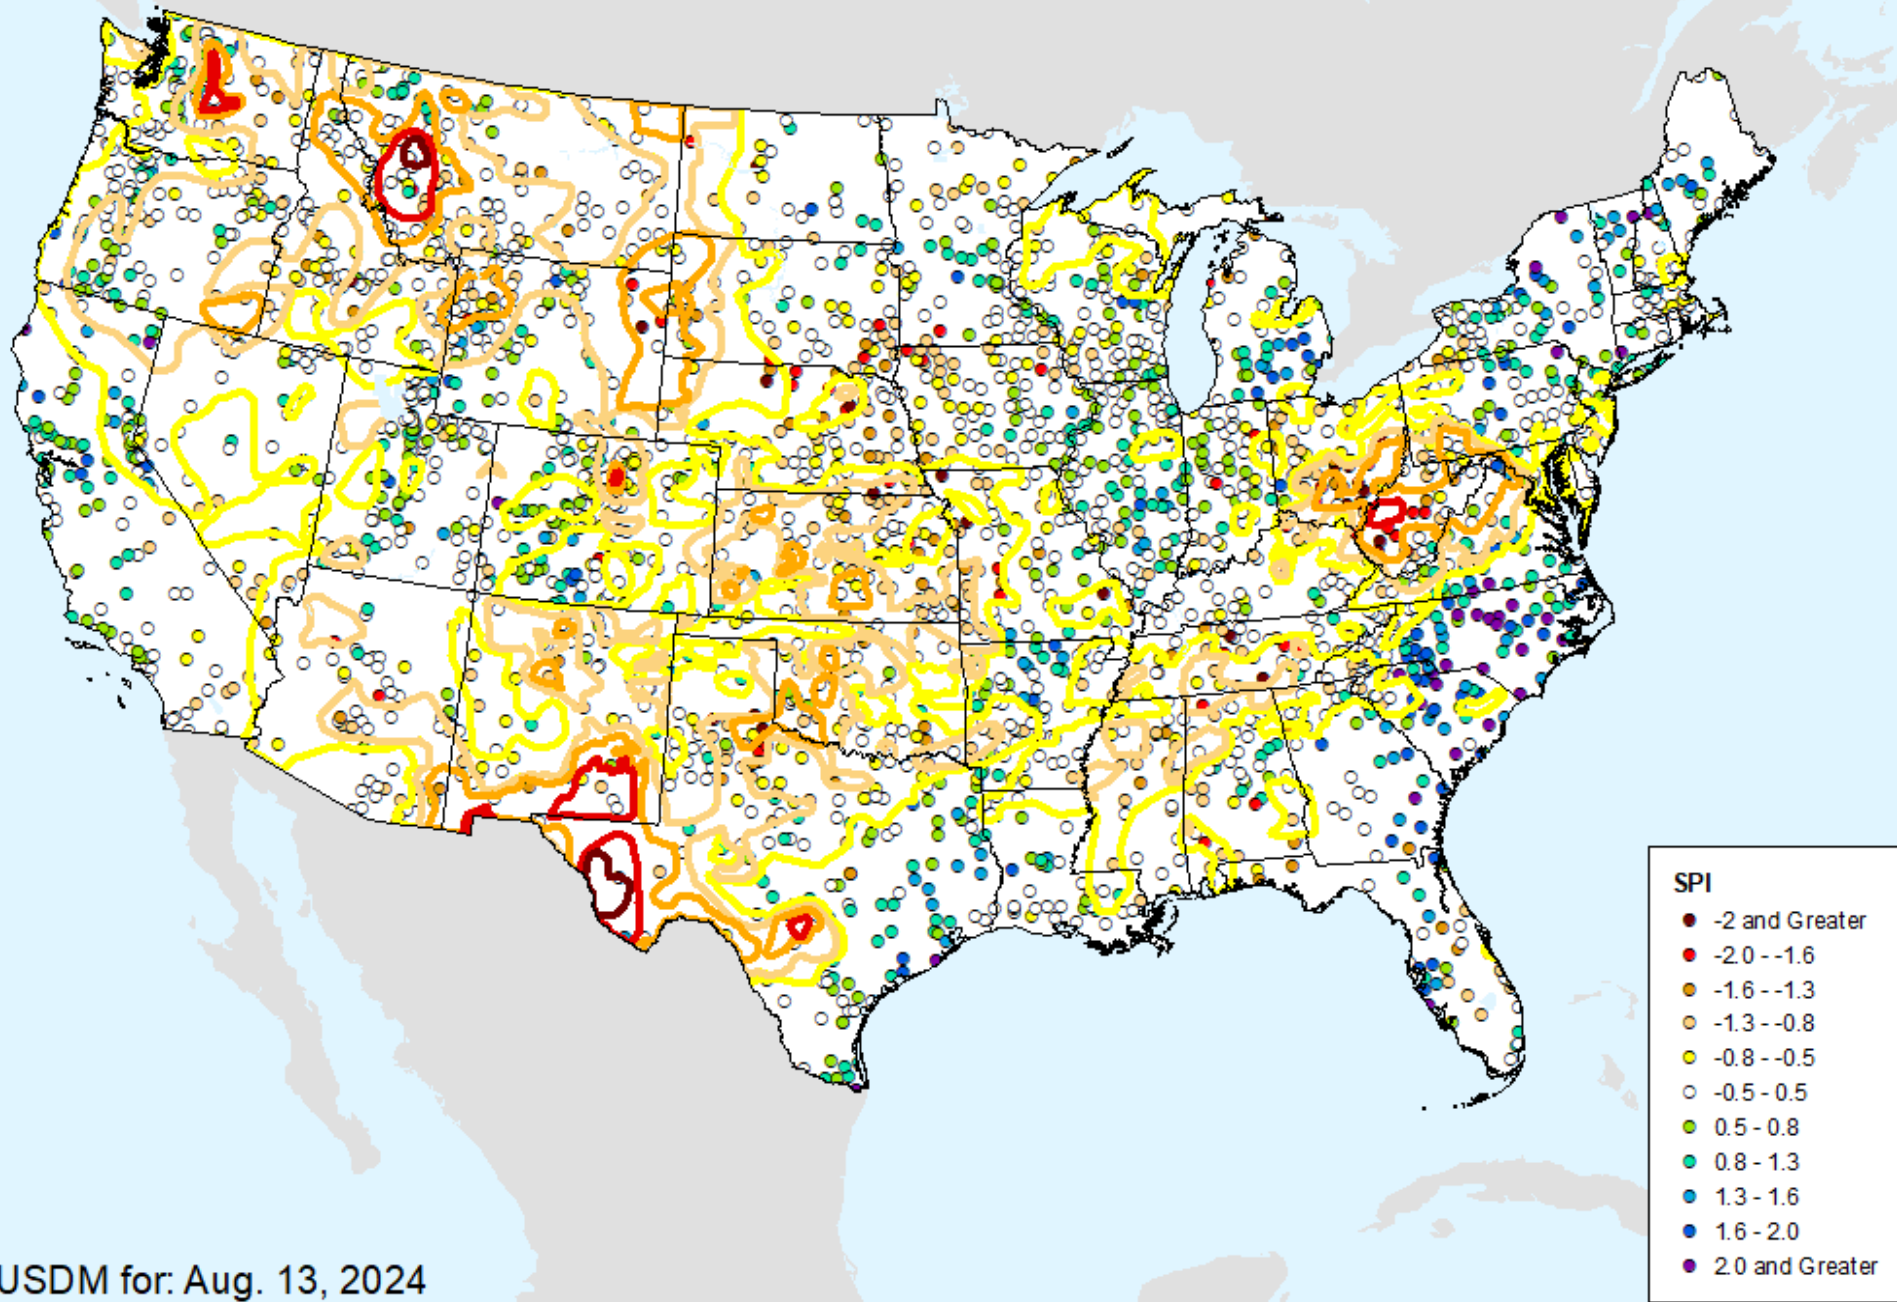 SPI
-2 and Greater
-2.0 - -1.6
-1.6 - -1.3
-1.3 - -0.8
-0.8 - -0.5
-0.5 - 0.5
0.5 - 0.8
0.8 - 1.3
1.3 - 1.6
1.6 - 2.0
2.0 and Greater
USDM for: Aug. 13, 2024